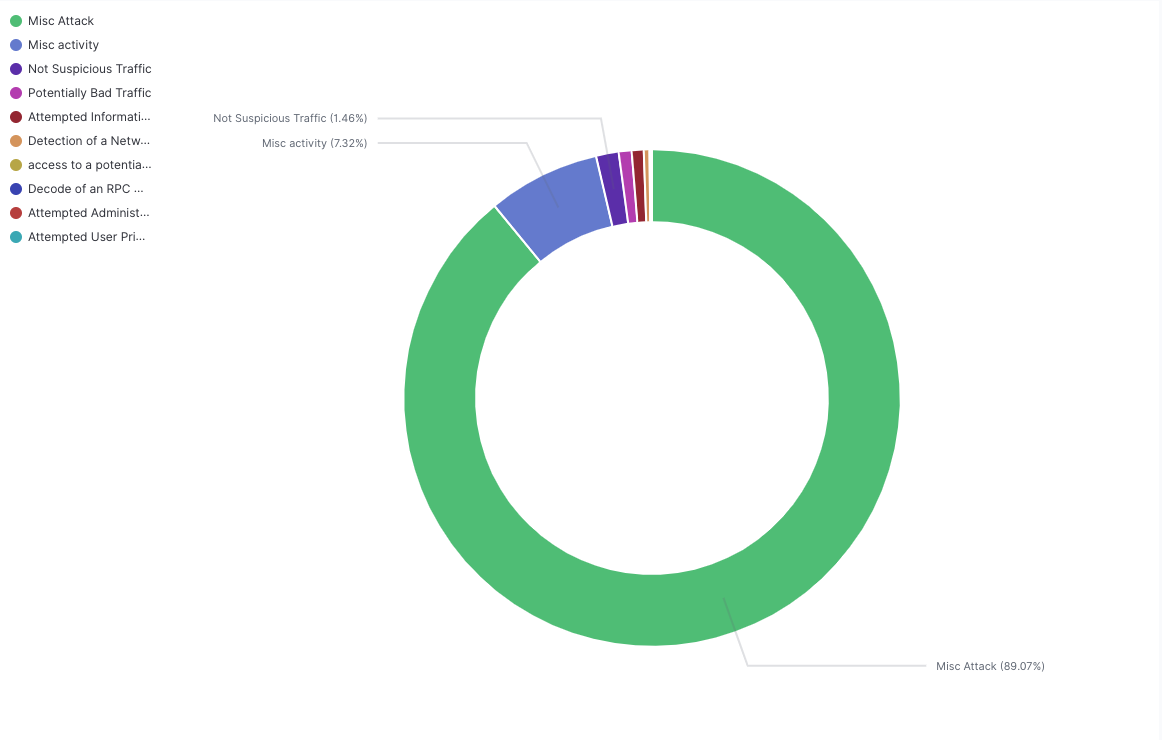 Misc Attack
Misc activity
Not Suspicious Traffic
Potentially Bad Traffic
Attempted Informati...
Detection of a Netw...
access to a potentia...
Decode of an RPC ...
Attempted Administ...
Attempted User Pri...
Not Suspicious Traffic (1.46%)
Misc activity (7.32%)
Misc Attack (89.07%)